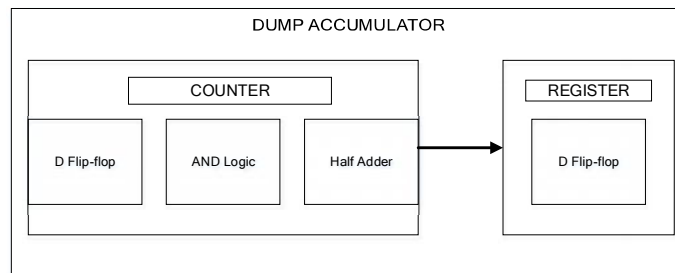 DUMP ACCUMULATOR
COUNTER
REGISTER
D Flip-flop
AND Logic
Half Adder
D Flip-flop